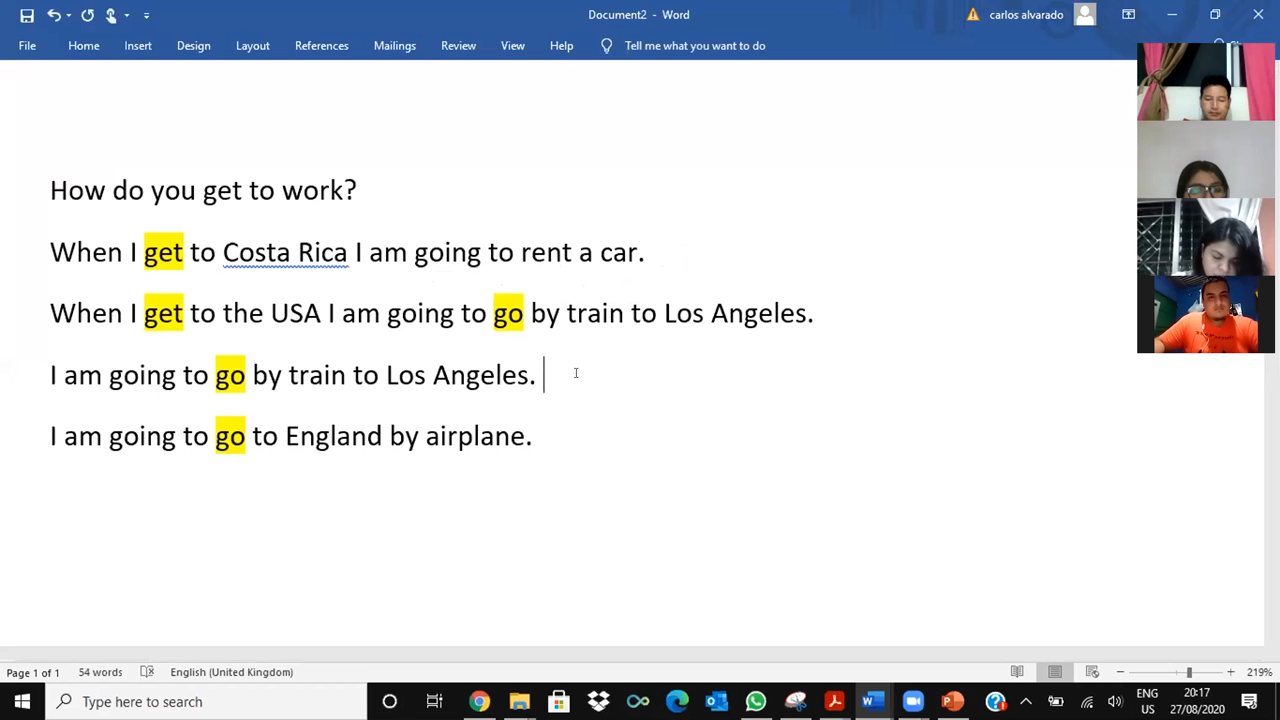 Document2 - Word
carlos alvarado
File Home Insert Design Layout References Mailings Review View Help Tell me what you want to do
How do you get to work?
When I get to Costa Rica I am going to rent a car.
When I get to the USA I am going to go by train to Los Angeles.
I am going to go by train to Los Angeles.
I am going to go to England by airplane.
Page 1 of 1 54 words English (United Kingdom) 219%
Type here to search
ENG 20:17
US 27/08/2020